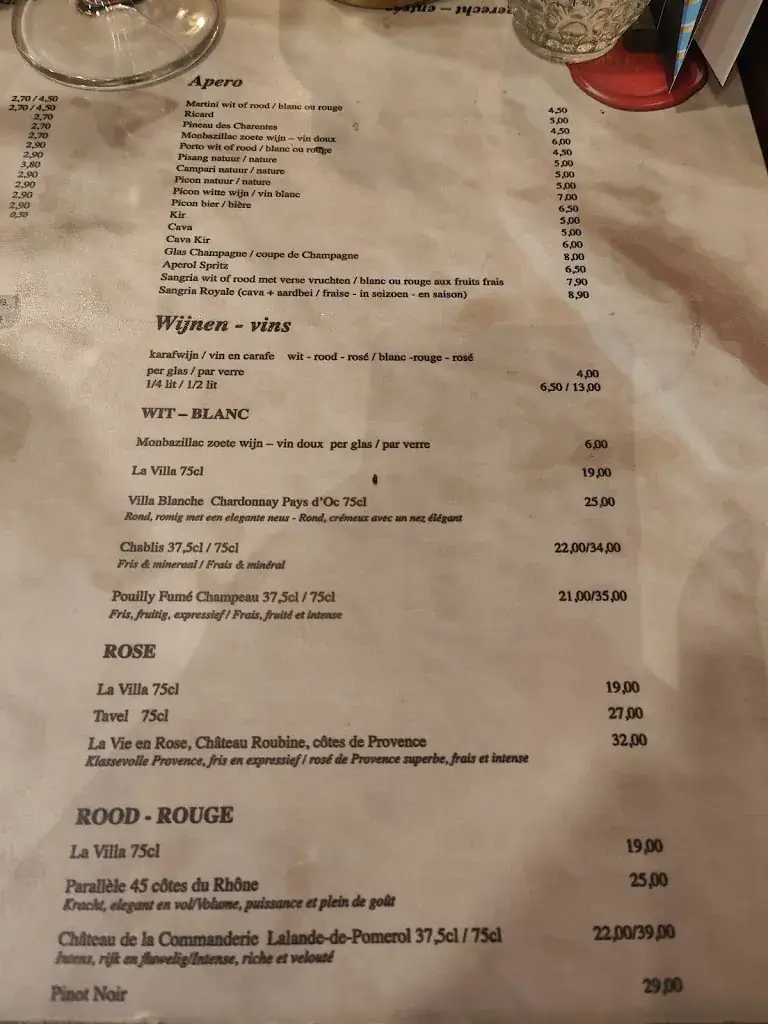 erecht – entrée
2,70 / 4,50
2,70 / 4,50
2,70
2,70
2,70
2,90
2,90
3,80
2,90
2,90
2,90
2,90
0,50
Apero
Martini wit of rood / blanc ou rouge 4,50
Ricard 5,00
Pineau des Charentes 4,50
Monbazillac zoete wijn – vin doux 6,00
Porto wit of rood / blanc ou rouge 4,50
Pisang natuur / nature 5,00
Campari natuur / nature 5,00
Picon natuur / nature 5,00
Picon witte wijn / vin blanc 7,00
Picon bier / bière 6,50
Kir 5,00
Cava 5,00
Cava Kir 6,00
Glas Champagne / coupe de Champagne 8,00
Aperol Spritz 6,50
Sangria wit of rood met verse vruchten / blanc ou rouge aux fruits frais 7,90
Sangria Royale (cava + aardbei / fraise - in seizoen - en saison) 8,90
Wijnen - vins
karafwijn / vin en carafe wit - rood - rosé / blanc -rouge - rosé
per glas / par verre 4,00
1/4 lit / 1/2 lit 6,50 / 13,00
WIT – BLANC
Monbazillac zoete wijn – vin doux per glas / par verre 6,00
La Villa 75cl 19,00
Villa Blanche Chardonnay Pays d'Oc 75cl 25,00
Rond, romig met een elegante neus - Rond, crémeux avec un nez élégant
Chablis 37,5cl / 75cl 22,00/34,00
Fris & mineraal / Frais & minéral
Pouilly Fumé Champeau 37,5cl / 75cl 21,00/35,00
Fris, fruitig, expressief / Frais, fruité et intense
ROSE
La Villa 75cl 19,00
Tavel 75cl 27,00
La Vie en Rose, Château Roubine, côtes de Provence 32,00
Klassevolle Provence, fris en expressief / rosé de Provence superbe, frais et intense
ROOD - ROUGE
La Villa 75cl 19,00
Parallèle 45 côtes du Rhône 25,00
Kracht, elegant en vol/Volume, puissance et plein de goût
Château de la Commanderie Lalande-de-Pomerol 37,5cl / 75cl 22,00/39,00
Intens, rijk en fluwelig/Intense, riche et velouté
Pinot Noir 29,00